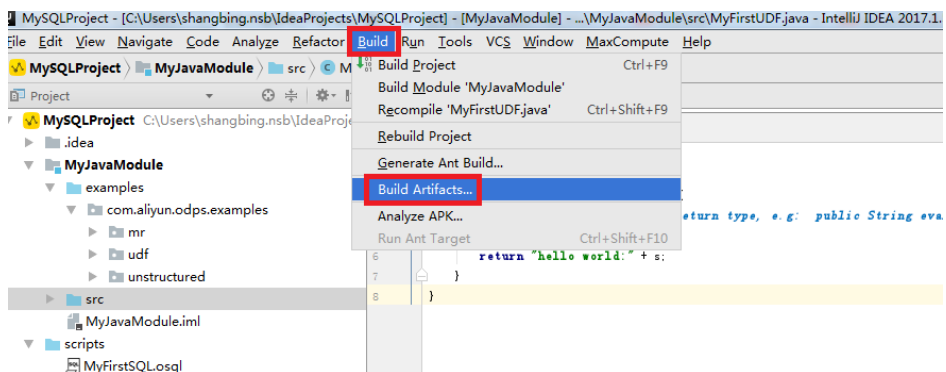 MySQLProject - [C:\Users\shangbing.nsb\IdeaProjects\MySQLProject] - [MyJavaModule] - ...\MyJavaModule\src\MyFirstUDF.java - IntelliJ IDEA 2017.1.
File Edit View Navigate Code Analyze Refactor Build Run Tools VCS Window MaxCompute Help
MySQLProject MyJavaModule src M
Build Project Ctrl+F9
Build Module 'MyJavaModule'
Project
Recompile 'MyFirstUDF.java' Ctrl+Shift+F9
MySQLProject C:\Users\shangbing.nsb\IdeaProje
Rebuild Project
.idea
Generate Ant Build...
MyJavaModule
Build Artifacts...
examples
com.aliyun.odps.examples
Analyze APK...
eturn type, e.g: public String eva
mr
Run Ant Target Ctrl+Shift+F10
udf
6 return "hello world:" + s;
unstructured
7 }
src
8 }
MyJavaModule.iml
scripts
MyFirstSQL.osql